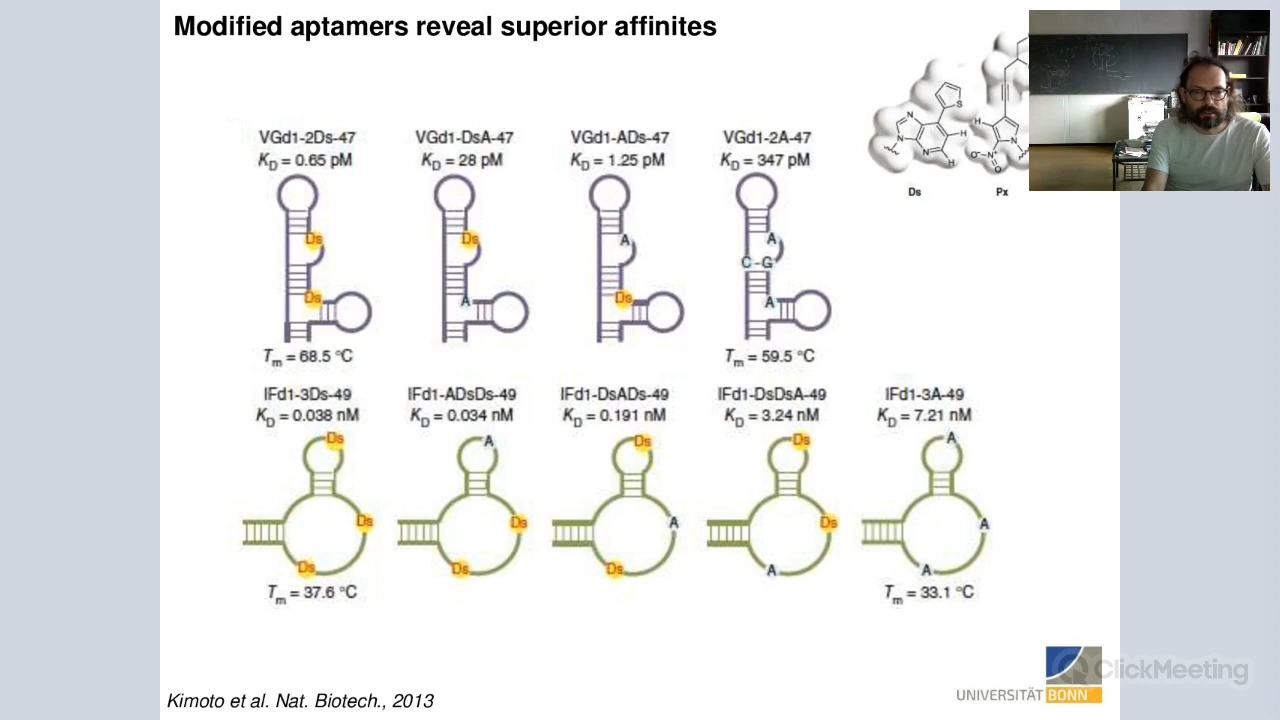 Modified aptamers reveal superior affinites
VGd1-2Ds-47 VGd1-DsA-47 VGd1-ADs-47 VGd1-2A-47
KD = 0.65 pM KD = 28 pM KD = 1.25 pM KD = 347 pM
Ds Ds A A
C-G
Ds A Ds A
Tm = 68.5 °C Tm = 59.5 °C
N N N N S H H
H N O⁻ N⁺ O
Ds Px
IFd1-3Ds-49 IFd1-ADsDs-49 IFd1-DsADs-49 IFd1-DsDsA-49 IFd1-3A-49
KD = 0.038 nM KD = 0.034 nM KD = 0.191 nM KD = 3.24 nM KD = 7.21 nM
Ds A Ds Ds A
Ds Ds A Ds A
Ds Ds Ds A A
Tm = 37.6 °C Tm = 33.1 °C
Kimoto et al. Nat. Biotech., 2013
UNIVERSITÄT BONN
ClickMeeting